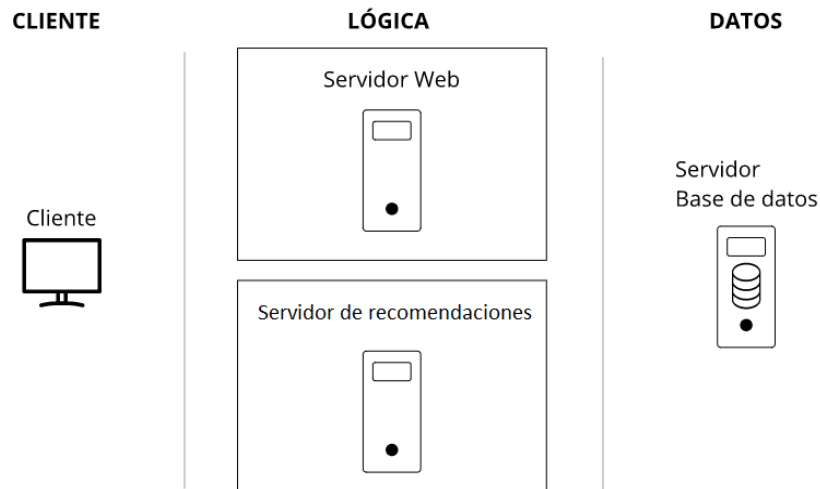 CLIENTE
LÓGICA
DATOS
Servidor Web
Servidor
Base de datos
Cliente
Servidor de recomendaciones